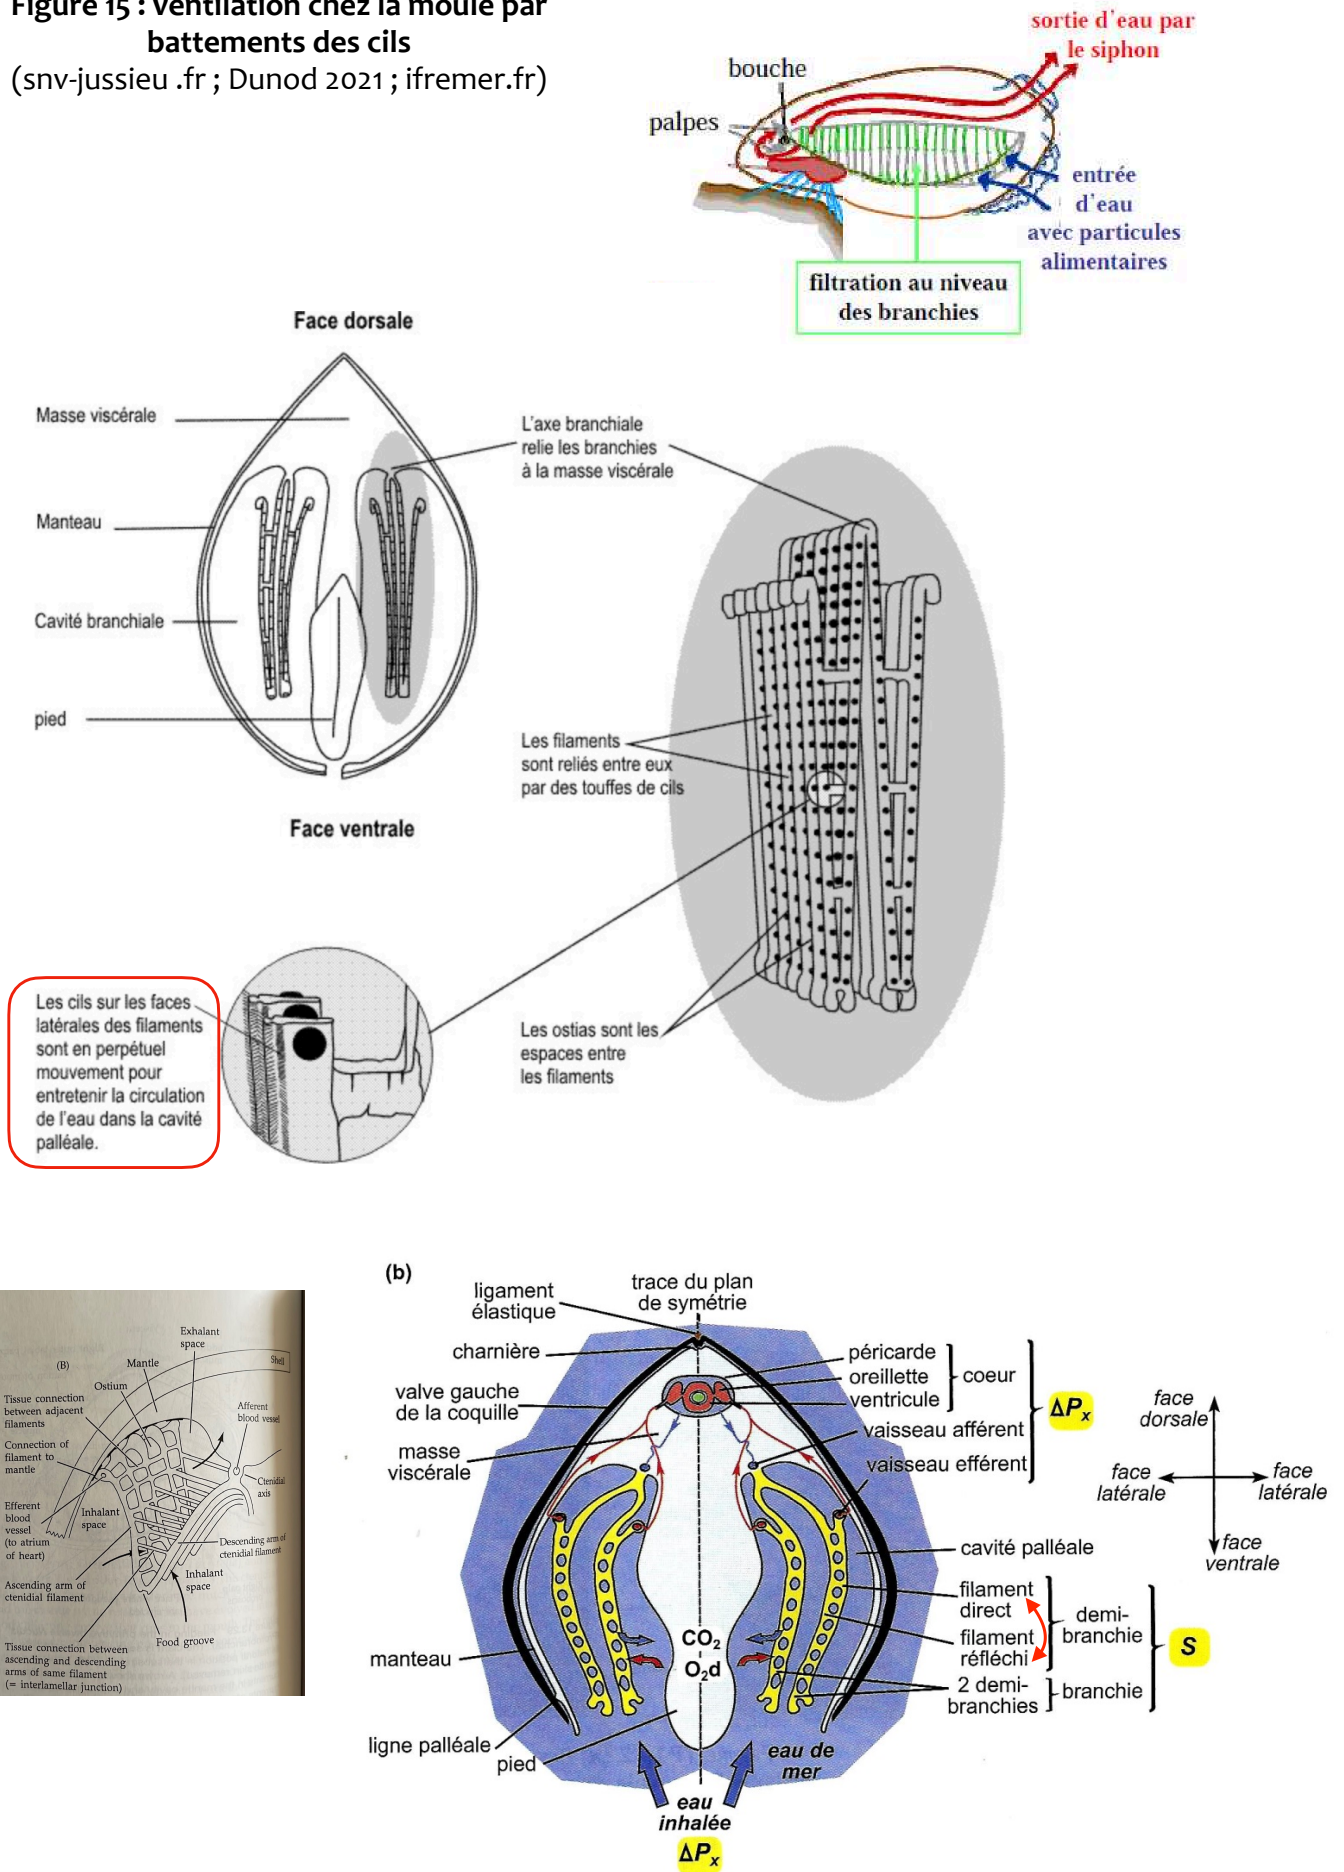 Figure 15 : ventilation chez la moule par
battements des cils
(snv-jussieu .fr ; Dunod 2021 ; ifremer.fr)
sortie d'eau par
le siphon
bouche
palpes
entrée
d'eau
avec particules
alimentaires
filtration au niveau
des branchies
Face dorsale
Masse viscérale
L'axe branchiale
relie les branchies
à la masse viscérale
Manteau
Cavité branchiale
pied
Les filaments
sont reliés entre eux
par des touffes de cils
Face ventrale
Les cils sur les faces
latérales des filaments
sont en perpétuel
mouvement pour
entretenir la circulation
de l'eau dans la cavité
palléale.
Les ostias sont les
espaces entre
les filaments
Exhalant
space
(B)
Mantle
Shell
Ostium
Tissue connection
between adjacent
filaments
Afferent
blood vessel
Connection of
filament to
mantle
Ctenidial
axis
Efferent
blood
vessel
(to atrium
of heart)
Inhalant
space
Descending arm of
ctenidial filament
Inhalant
space
Ascending arm of
ctenidial filament
Food groove
Tissue connection between
ascending and descending
arms of same filament
(= interlamellar junction)
(b)
ligament
élastique
trace du plan
de symétrie
charnière
péricarde
oreillette
ventricule
coeur
valve gauche
de la coquille
ΔPx
vaisseau afférent
masse
viscérale
vaisseau efférent
face
dorsale
face
latérale
face
latérale
face
ventrale
cavité palléale
filament
direct
filament
réfléchi
demi-
branchie
S
CO2
O2d
manteau
2 demi-
branchies
branchie
ligne palléale
pied
eau de
mer
eau
inhalée
ΔPx